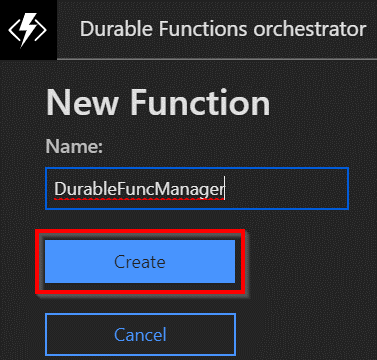 Durable Functions orchestrator
New Function
Name:
DurableFuncManager
Create
Cancel